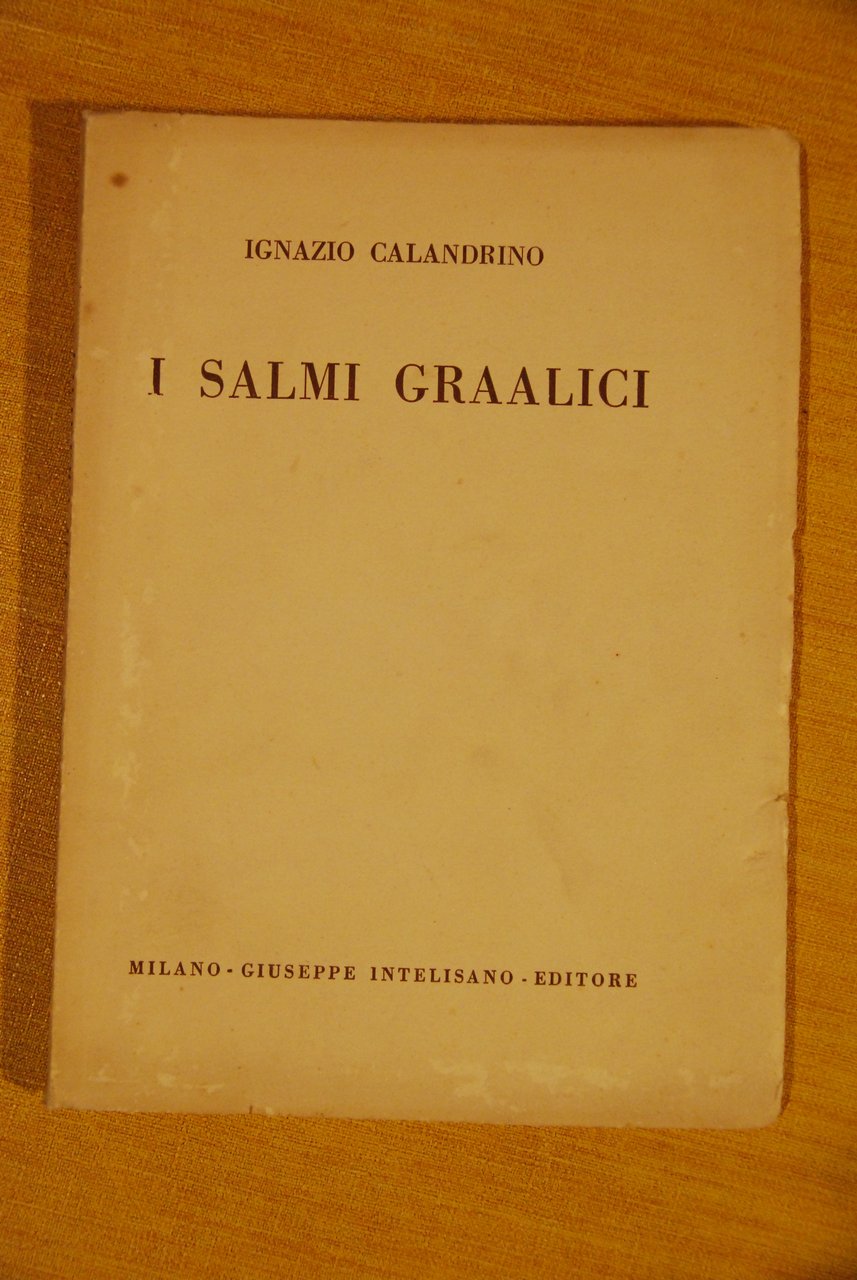 IGNAZIO CALANDRINO
I SALMI GRAALICI
MILANO - GIUSEPPE INTELISANO - EDITORE